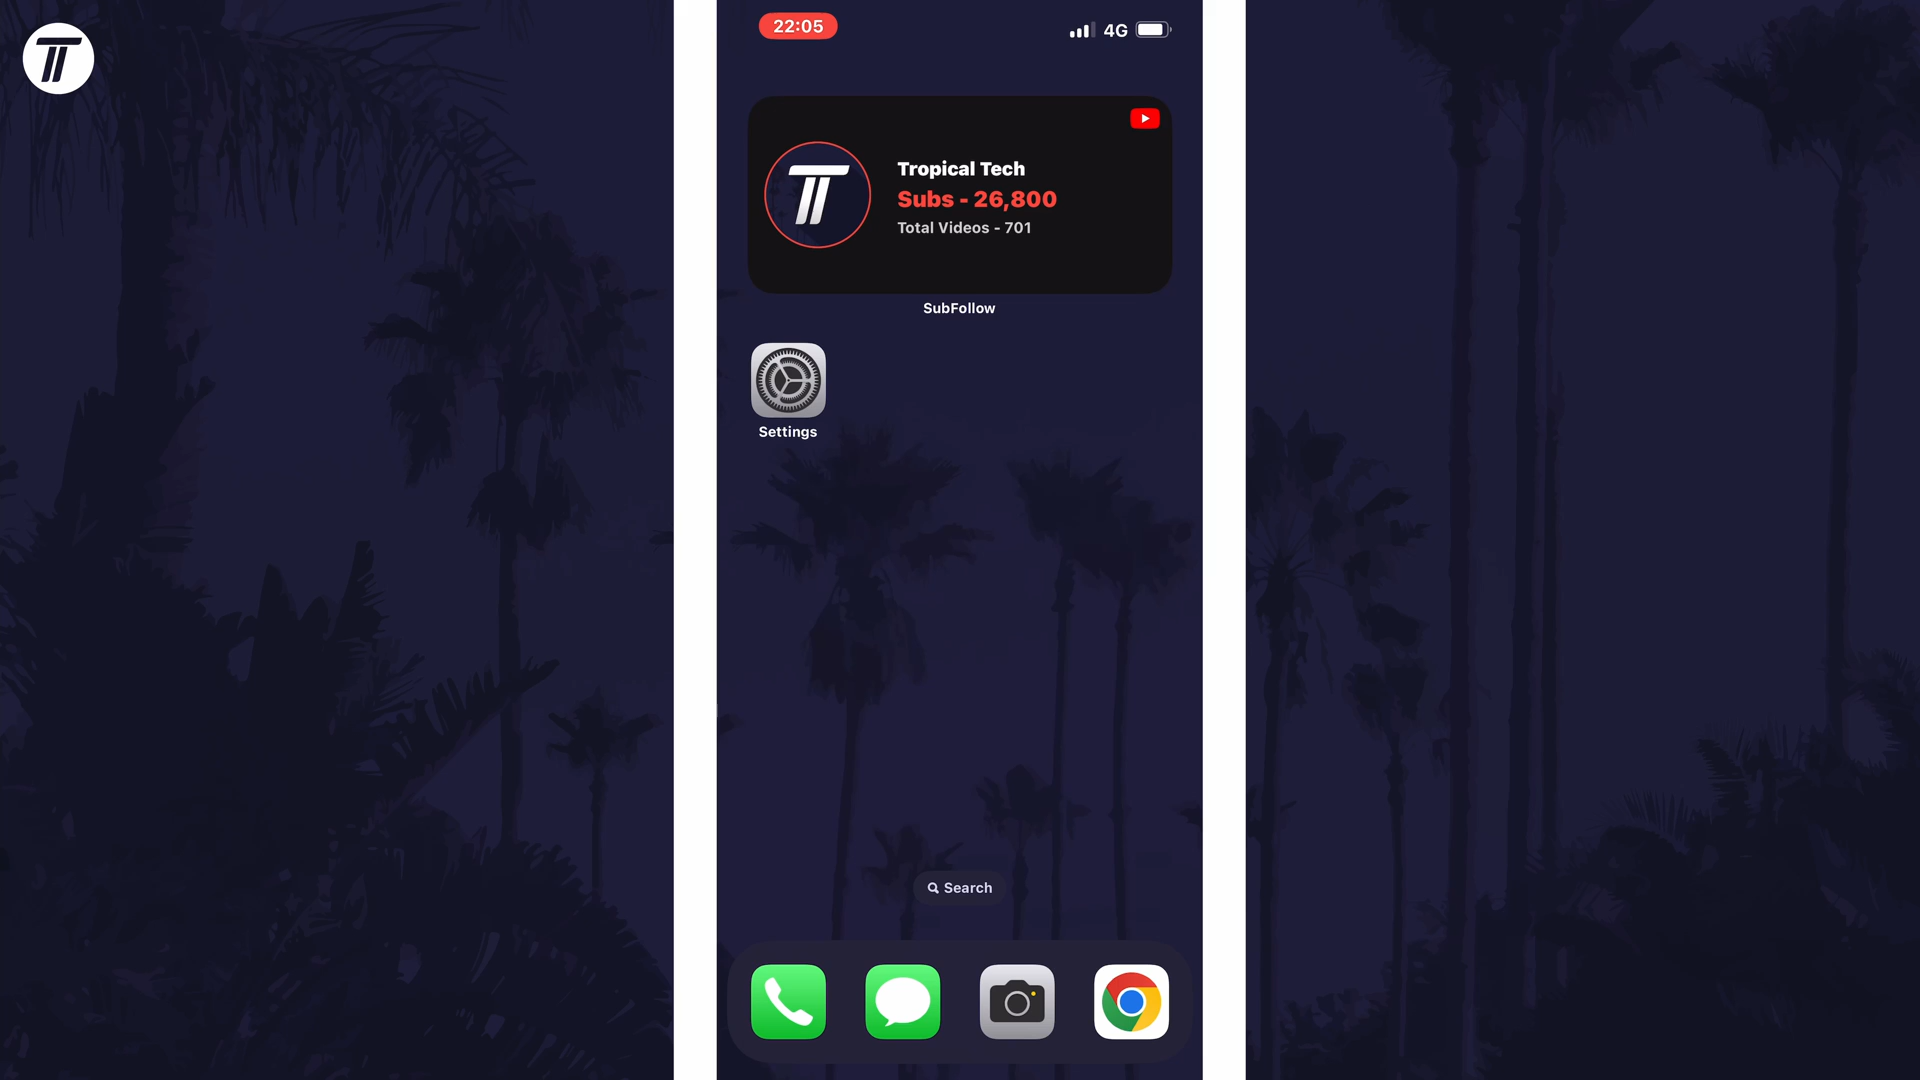 22:05
4G
Tropical Tech
Subs - 26,800
Total Videos - 701
SubFollow
Settings
Search